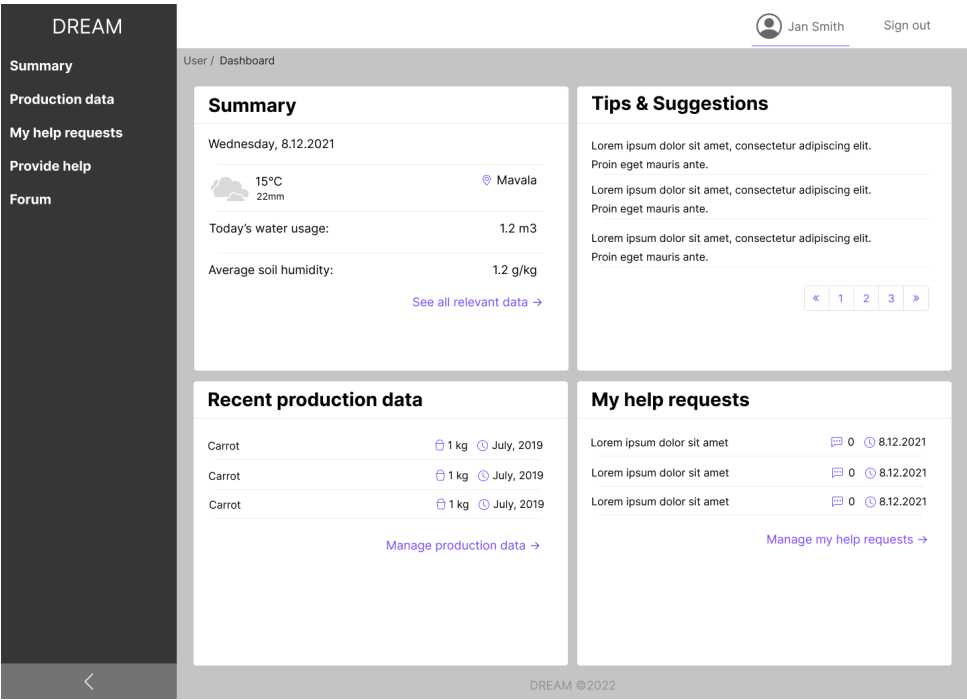 DREAM
Jan Smith
Sign out
Summary
Production data
My help requests
Provide help
Forum
User / Dashboard
Summary
Wednesday, 8.12.2021
15°C
22mm
Mavala
Today's water usage: 1.2 m3
Average soil humidity: 1.2 g/kg
See all relevant data →
Tips & Suggestions
Lorem ipsum dolor sit amet, consectetur adipiscing elit.
Proin eget mauris ante.
Lorem ipsum dolor sit amet, consectetur adipiscing elit.
Proin eget mauris ante.
Lorem ipsum dolor sit amet, consectetur adipiscing elit.
Proin eget mauris ante.
« 1 2 3 »
Recent production data
Carrot 1 kg July, 2019
Carrot 1 kg July, 2019
Carrot 1 kg July, 2019
Manage production data →
My help requests
Lorem ipsum dolor sit amet 0 8.12.2021
Lorem ipsum dolor sit amet 0 8.12.2021
Lorem ipsum dolor sit amet 0 8.12.2021
Manage my help requests →
DREAM ©2022